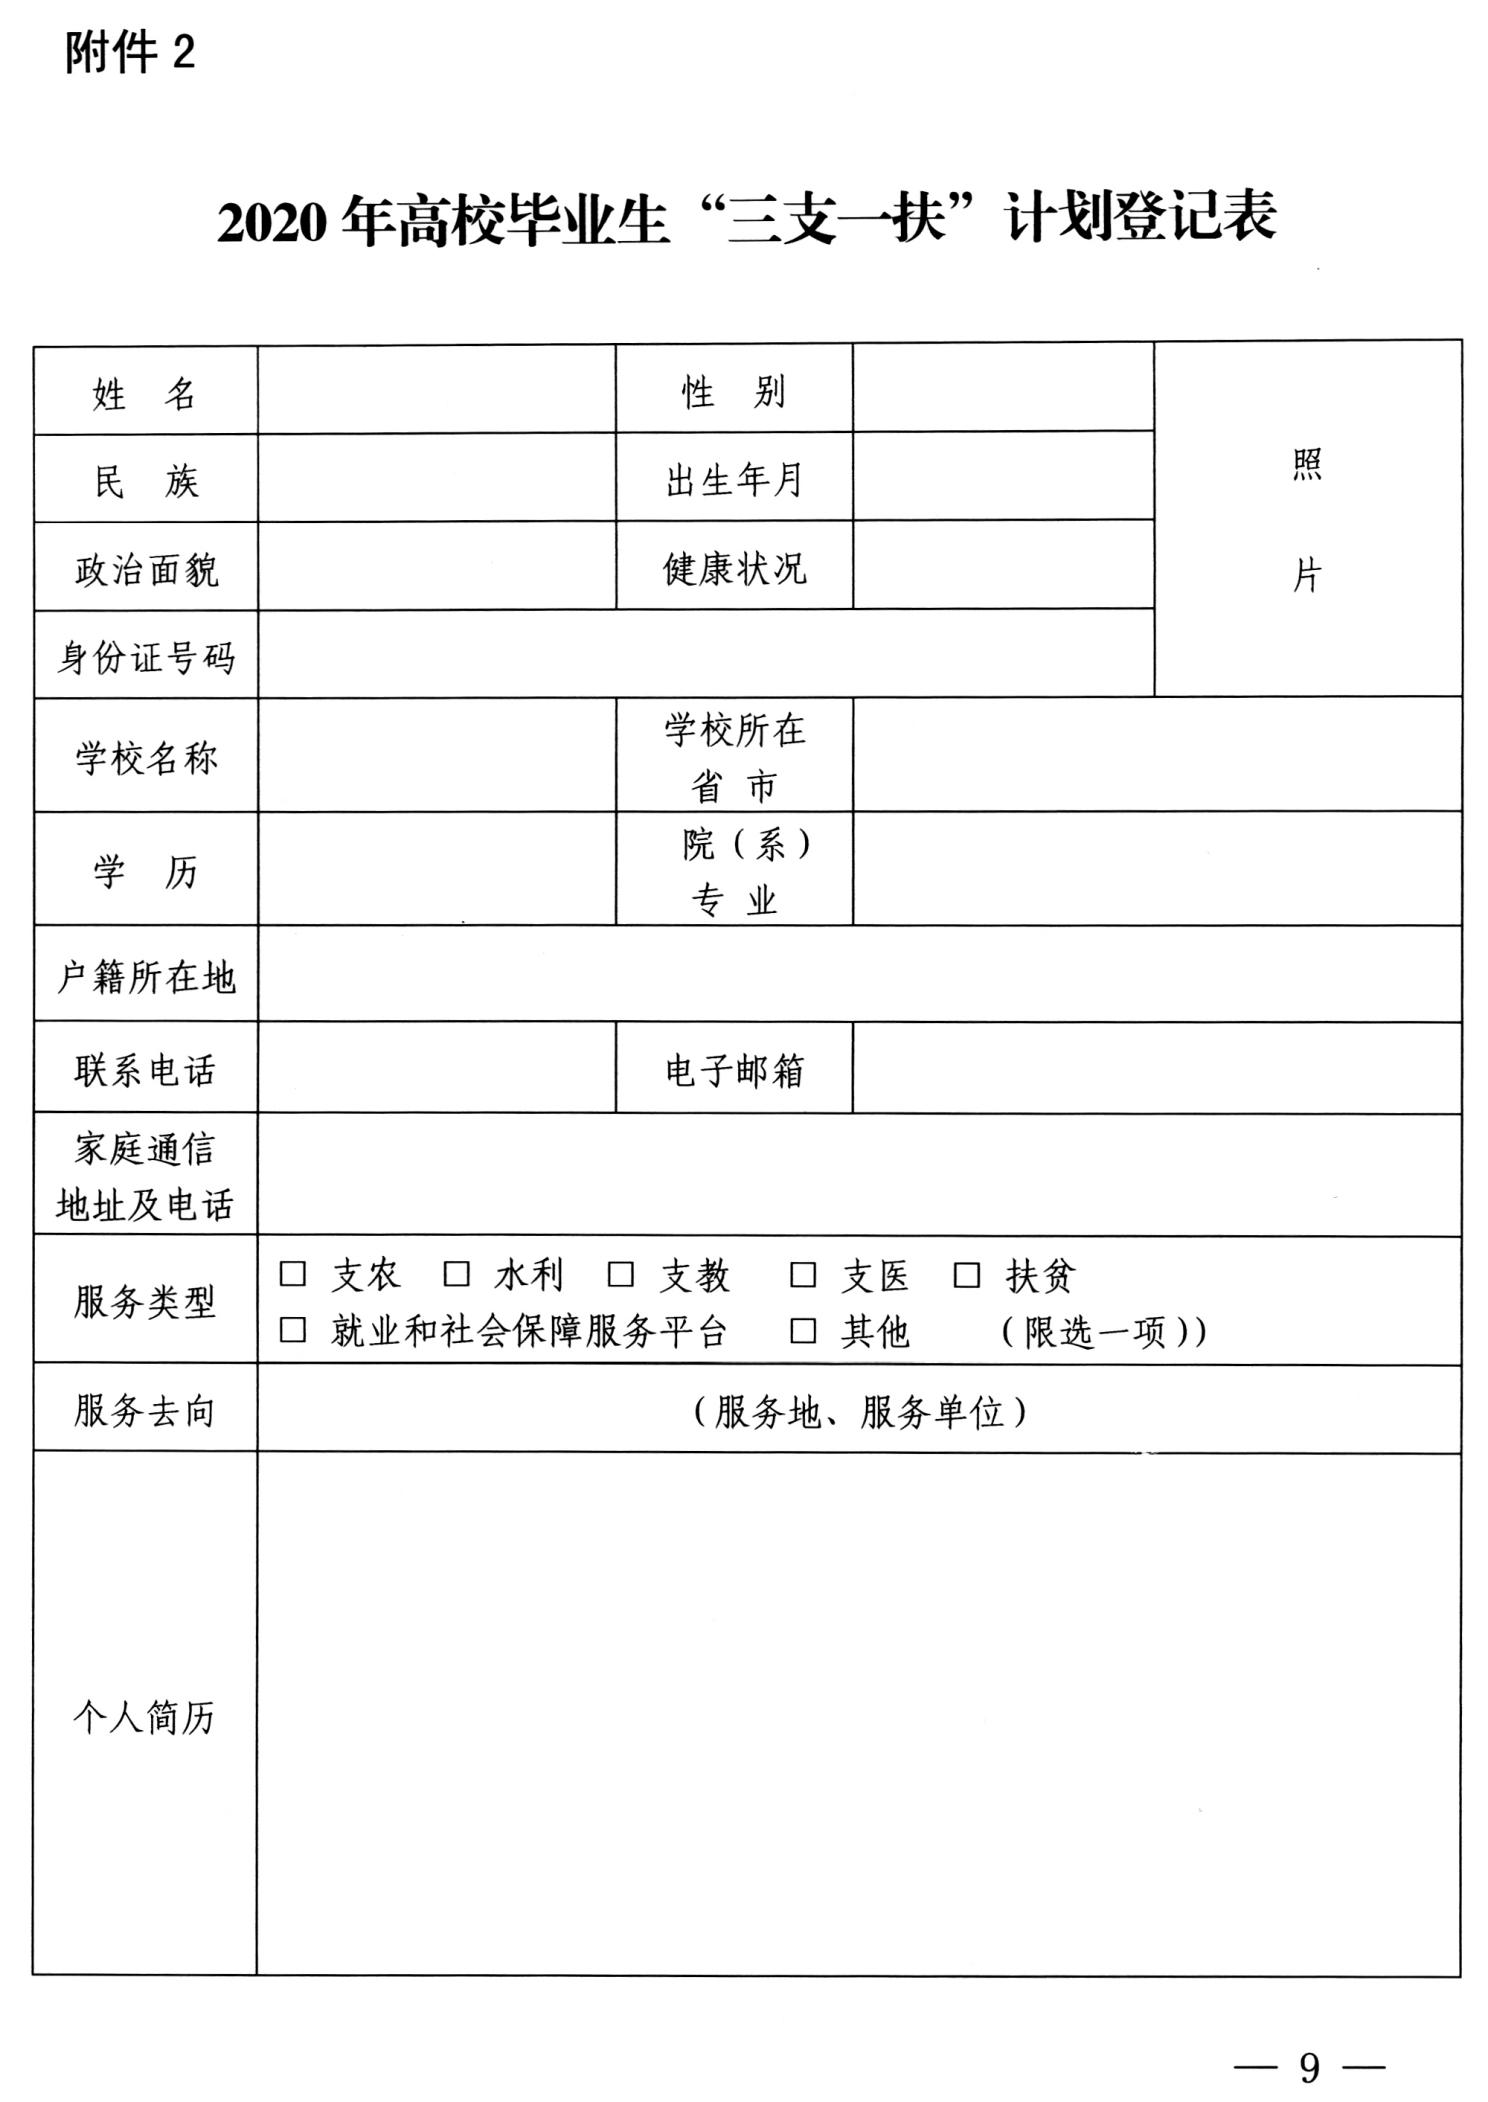 附件 2
2020 年高校毕业生“三支一扶”计划登记表
姓 名
性 别
照
片
民 族
出生年月
政治面貌
健康状况
身份证号码
学校名称
学校所在
省 市
学 历
院（系）
专 业
户籍所在地
联系电话
电子邮箱
家庭通信
地址及电话
服务类型
□ 支农 □ 水利 □ 支教 □ 支医 □ 扶贫
□ 就业和社会保障服务平台 □ 其他 （限选一项））
服务去向
（服务地、服务单位）
个人简历
— 9 —